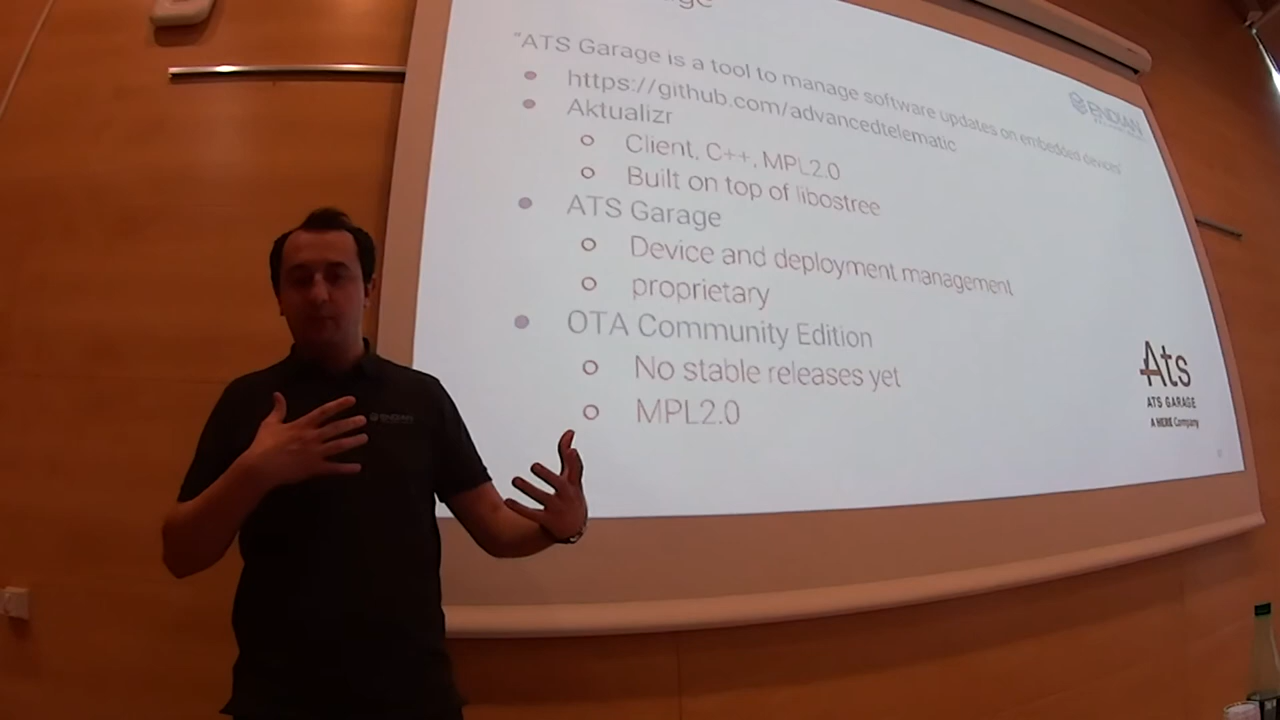 "ATS Garage is a tool to manage software updates on embedded devices"
https://github.com/advancedtelematic
Aktualizr
Client, C++, MPL2.0
Built on top of libostree
ATS Garage
Device and deployment management
proprietary
OTA Community Edition
No stable releases yet
MPL2.0
ENDIAN
Ats
ATS GARAGE
A HERE Company
ENDIAN